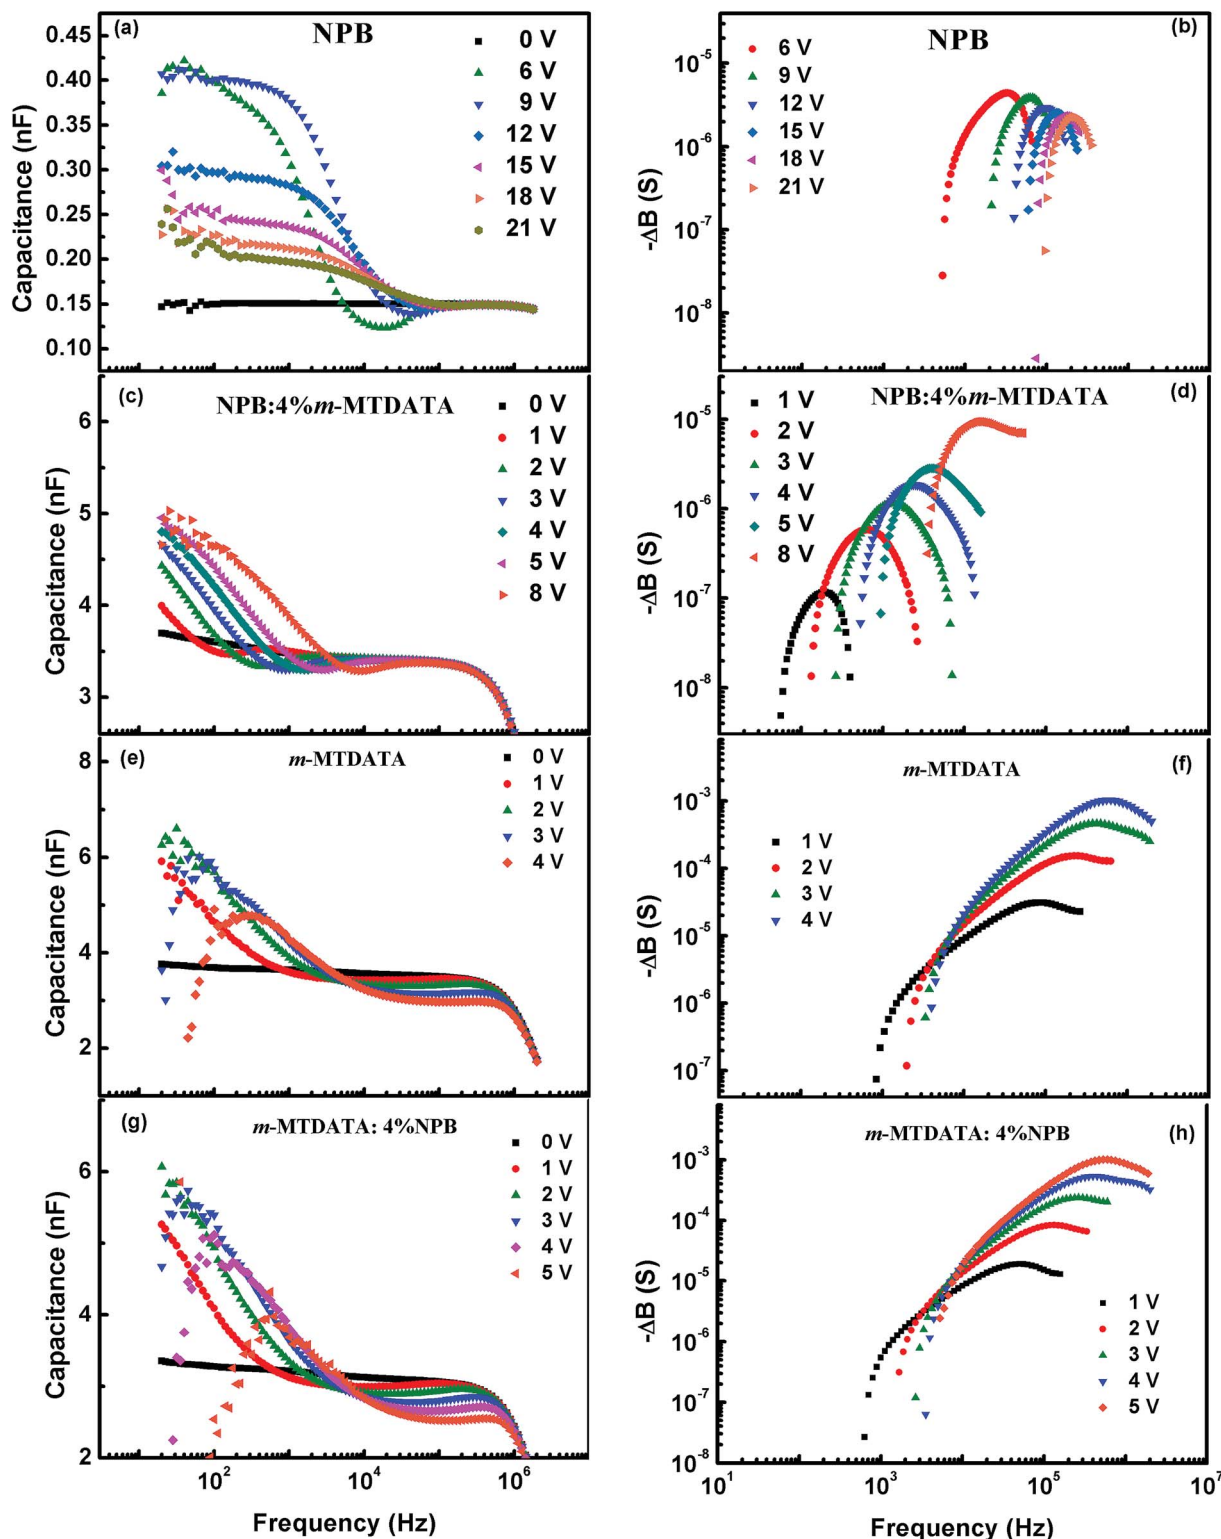 (a)
NPB
0 V
6 V
9 V
12 V
15 V
18 V
21 V
0.45
0.40
0.35
0.30
0.25
0.20
0.15
0.10
Capacitance (nF)
(b)
NPB
6 V
9 V
12 V
15 V
18 V
21 V
10⁻⁵
10⁻⁶
10⁻⁷
10⁻⁸
-ΔB (S)
(c)
NPB:4%m-MTDATA
0 V
1 V
2 V
3 V
4 V
5 V
8 V
6
5
4
3
Capacitance (nF)
(d)
NPB:4%m-MTDATA
1 V
2 V
3 V
4 V
5 V
8 V
10⁻⁵
10⁻⁶
10⁻⁷
10⁻⁸
-ΔB (S)
(e)
m-MTDATA
0 V
1 V
2 V
3 V
4 V
8
6
4
2
Capacitance (nF)
(f)
m-MTDATA
1 V
2 V
3 V
4 V
10⁻³
10⁻⁴
10⁻⁵
10⁻⁶
10⁻⁷
-ΔB (S)
(g)
m-MTDATA: 4%NPB
0 V
1 V
2 V
3 V
4 V
5 V
6
4
2
Capacitance (nF)
10² 10⁴ 10⁶
Frequency (Hz)
(h)
m-MTDATA: 4%NPB
1 V
2 V
3 V
4 V
5 V
10⁻³
10⁻⁴
10⁻⁵
10⁻⁶
10⁻⁷
10⁻⁸
-ΔB (S)
10¹ 10³ 10⁵ 10⁷
Frequency (Hz)